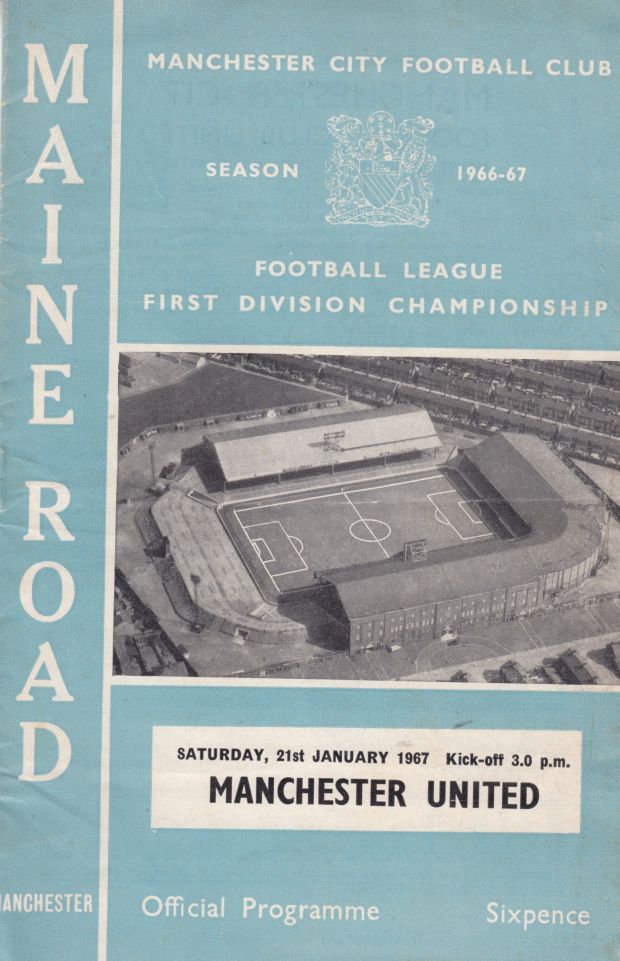 MAINE ROAD
MANCHESTER
MANCHESTER CITY FOOTBALL CLUB
SEASON 1966-67
FOOTBALL LEAGUE
FIRST DIVISION CHAMPIONSHIP
SATURDAY, 21st JANUARY 1967 Kick-off 3.0 p.m.
MANCHESTER UNITED
Official Programme Sixpence